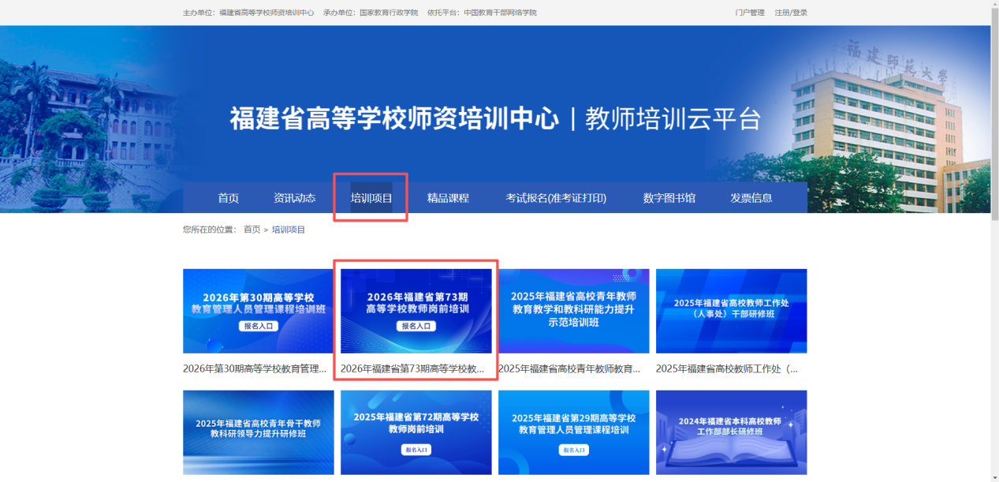 主办单位：福建省高等学校师资培训中心 承办单位：国家教育行政学院 依托平台：中国教育干部网络学院 门户管理 注册/登录
福建师范大学
福建省高等学校师资培训中心 | 教师培训云平台
首页 资讯动态 培训项目 精品课程 考试报名(准考证打印) 数字图书馆 发票信息
您所在的位置： 首页 > 培训项目
2026年第30期高等学校
教育管理人员管理课程培训班
报名入口
2026年福建省第73期
高等学校教师岗前培训
报名入口
2025年福建省高校青年教师
教育教学和教科研能力提升
示范培训班
2025年福建省高校教师工作处
（人事处）干部研修班
2026年第30期高等学校教育管理...
2026年福建省第73期高等学校教...
2025年福建省高校青年教师教育...
2025年福建省高校教师工作处（...
2025年福建省高校青年骨干教师
教科研领导力提升研修班
2025年福建省第72期高等学校
教师岗前培训
报名入口
2025年福建省第29期高等学校
教育管理人员管理课程培训
报名入口
2024年福建省本科高校教师
工作部部长研修班